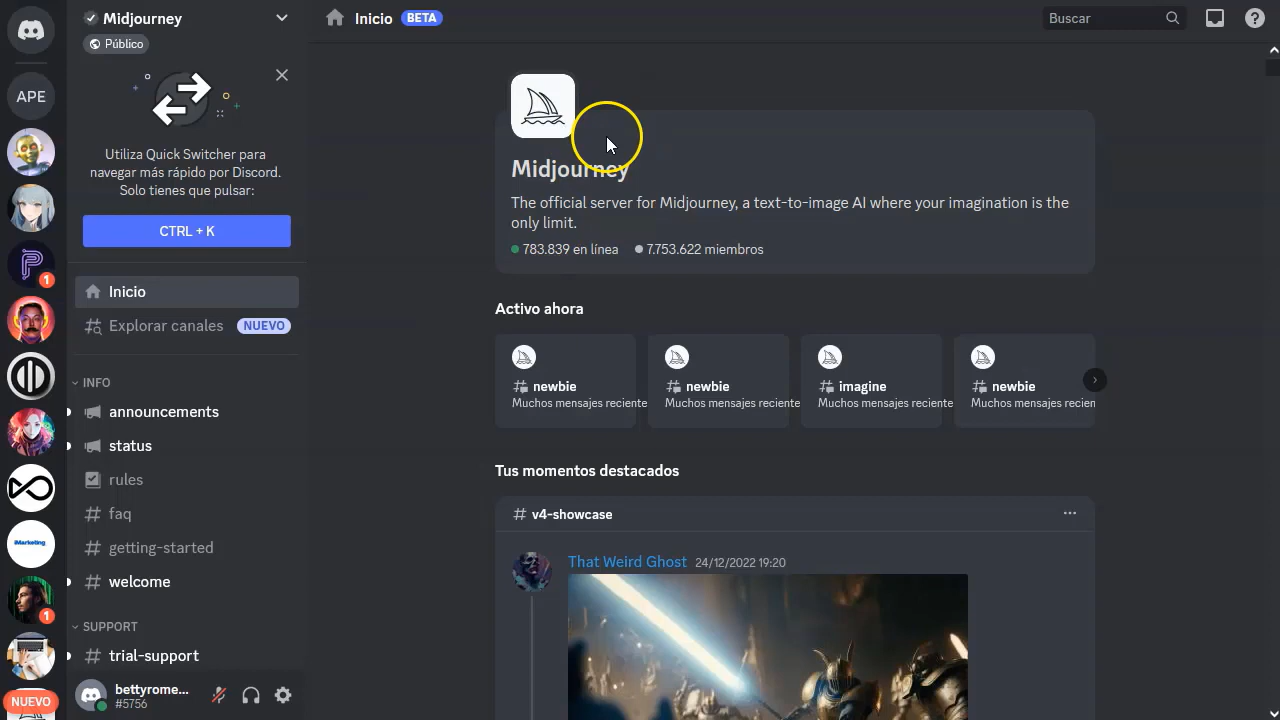 Midjourney
Público
Utiliza Quick Switcher para
navegar más rápido por Discord.
Solo tienes que pulsar:
CTRL + K
Inicio
Explorar canales NUEVO
INFO
announcements
status
rules
faq
getting-started
welcome
SUPPORT
trial-support
bettyrome...
#5756
APE
1
iMarketing
1
NUEVO
Inicio BETA
Buscar
Midjourney
The official server for Midjourney, a text-to-image AI where your imagination is the
only limit.
783.839 en línea 7.753.622 miembros
Activo ahora
newbie
Muchos mensajes reciente
newbie
Muchos mensajes reciente
imagine
Muchos mensajes reciente
newbie
Muchos mensajes recien
Tus momentos destacados
# v4-showcase
That Weird Ghost 24/12/2022 19:20